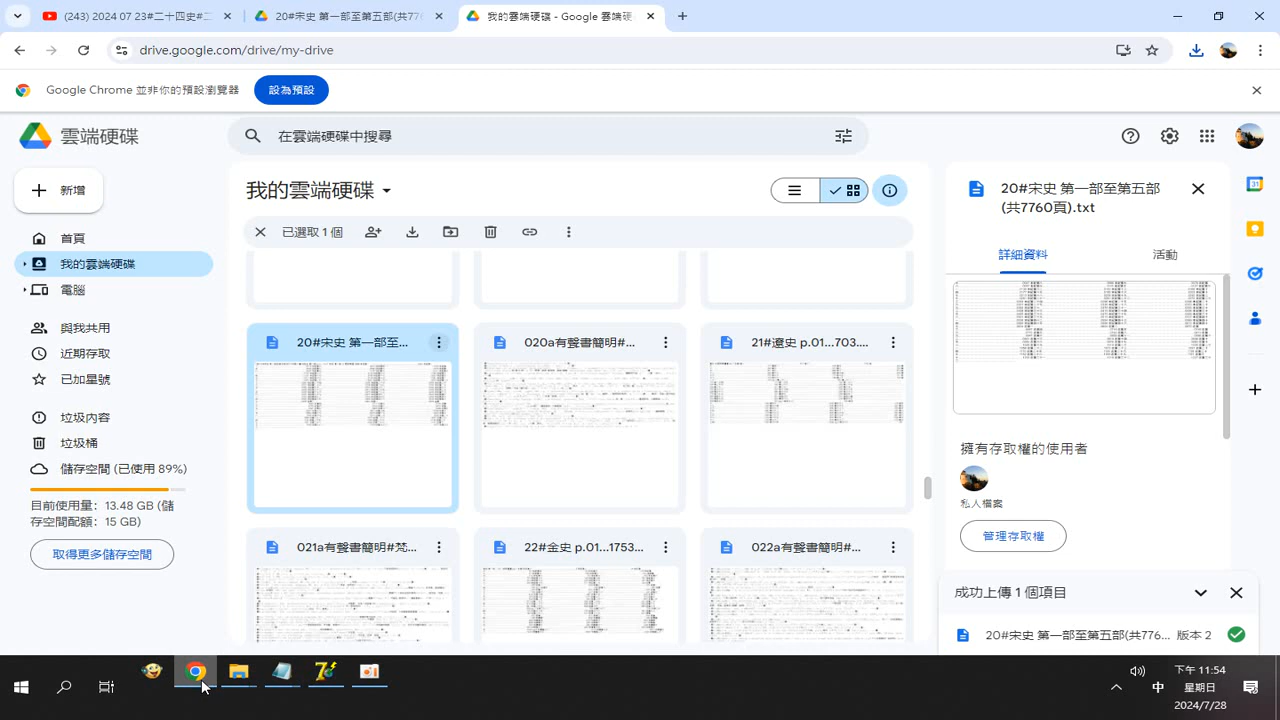 (243) 2024 07 23#二十四史#二
20#宋史 第一部至第五部(共77
我的雲端硬碟 - Google 雲端硬
drive.google.com/drive/my-drive
Google Chrome 並非你的預設瀏覽器
設為預設
雲端硬碟
在雲端硬碟中搜尋
新增
首頁
我的雲端硬碟
電腦
與我共用
近期存取
已加星號
垃圾內容
垃圾桶
儲存空間 (已使用 89%)
目前使用量：13.48 GB (儲
存空間配額：15 GB)
取得更多儲存空間
我的雲端硬碟
已選取 1 個
20#宋史 第一部至...
020a有聲書簡明#...
21#遼史 p.01...703....
021a有聲書簡明#梵...
22#金史 p.01...1753...
022a有聲書簡明#...
20#宋史 第一部至第五部
(共7760頁).txt
詳細資料
活動
擁有存取權的使用者
私人檔案
管理存取權
成功上傳 1 個項目
20#宋史 第一部至第五部(共776... 版本 2
31
中
下午 11:54
星期日
2024/7/28